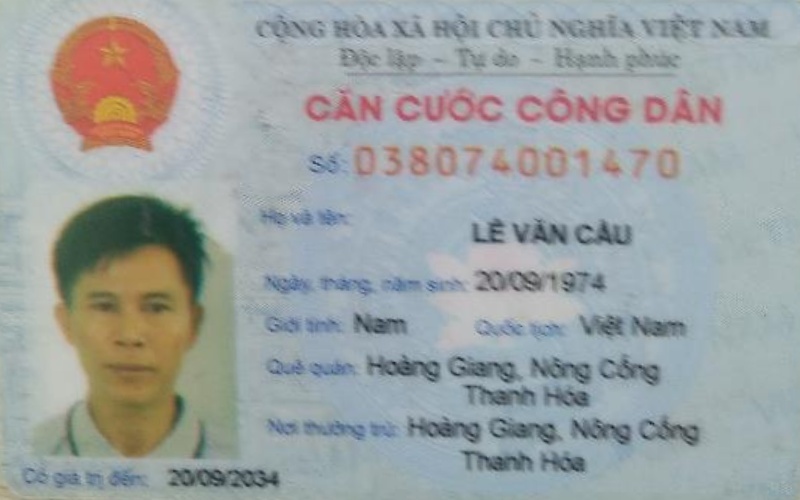 CỘNG HÒA XÃ HỘI CHỦ NGHĨA VIỆT NAM
Độc lập - Tự do - Hạnh phúc
CĂN CƯỚC CÔNG DÂN
Số: 038074001470
Họ và tên:
LÊ VĂN CÂU
Ngày, tháng, năm sinh: 20/09/1974
Giới tính: Nam Quốc tịch: Việt Nam
Quê quán: Hoàng Giang, Nông Cống
Thanh Hóa
Nơi thường trú: Hoàng Giang, Nông Cống
Thanh Hóa
Có giá trị đến: 20/09/2034